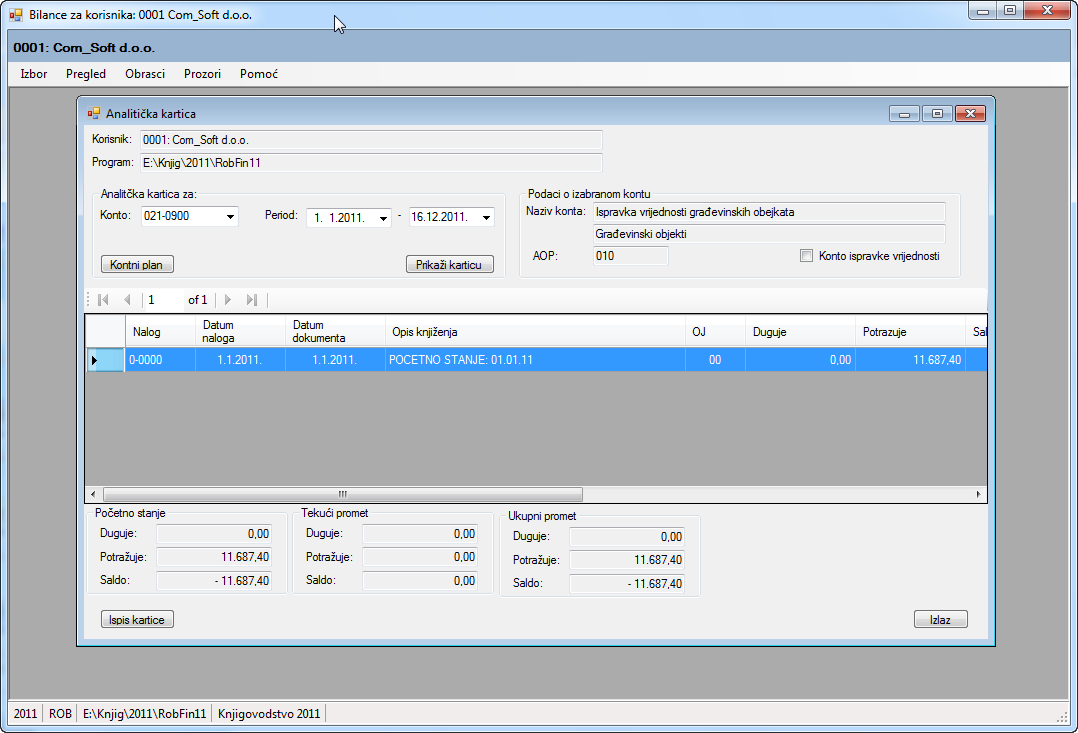 Bilance za korisnika: 0001 Com_Soft d.o.o.
0001: Com_Soft d.o.o.
Izbor Pregled Obrasci Prozori Pomoć
Analitička kartica
Korisnik: 0001: Com_Soft d.o.o.
Program: E:\Knjig\2011\RobFin11
Analitčka kartica za:
Konto: 021-0900 Period: 1. 1.2011. - 16.12.2011.
Kontni plan Prikaži karticu
Podaci o izabranom kontu
Naziv konta: Ispravka vrijednosti građevinskih obejkata
Građevinski objekti
AOP: 010 Konto ispravke vrijednosti
1 of 1
Nalog Datum naloga Datum dokumenta Opis knjiženja OJ Duguje Potrazuje Sal
0-0000 1.1.2011. 1.1.2011. POCETNO STANJE: 01.01.11 00 0,00 11.687,40
Početno stanje
Duguje: 0,00
Potražuje: 11.687,40
Saldo: - 11.687,40
Tekući promet
Duguje: 0,00
Potražuje: 0,00
Saldo: 0,00
Ukupni promet
Duguje: 0,00
Potražuje: 11.687,40
Saldo: - 11.687,40
Ispis kartice Izlaz
2011 ROB E:\Knjig\2011\RobFin11 Knjigovodstvo 2011